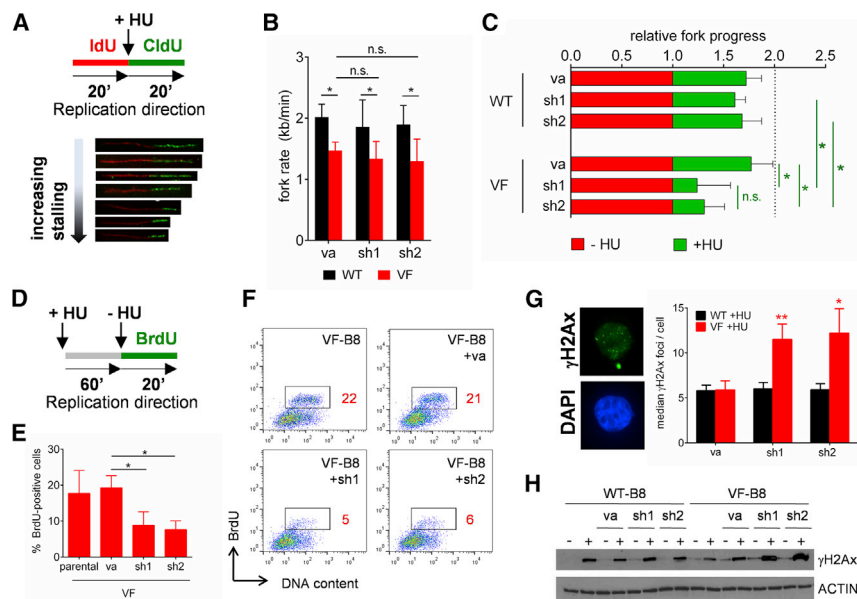 A
+ HU
IdU CldU
20' 20'
Replication direction
increasing
stalling
B
n.s.
n.s.
* * *
fork rate (kb/min)
3
2
1
0
va sh1 sh2
WT VF
C
relative fork progress
0.0 0.5 1.0 1.5 2.0 2.5
WT
va
sh1
sh2
VF
va
sh1
sh2
n.s.
* * * *
- HU +HU
D
+ HU - HU
BrdU
60' 20'
Replication direction
E
% BrdU-positive cells
30
20
10
0
* *
parental va sh1 sh2
VF
F
VF-B8
22
VF-B8
+va
21
VF-B8
+sh1
5
VF-B8
+sh2
6
BrdU
DNA content
G
γH2Ax
DAPI
median γH2Ax foci / cell
15
10
5
0
WT +HU
VF +HU
** *
va sh1 sh2
H
WT-B8 VF-B8
va sh1 sh2 va sh1 sh2
- + - + - + - + - + - + - + - +
γH2Ax
ACTIN